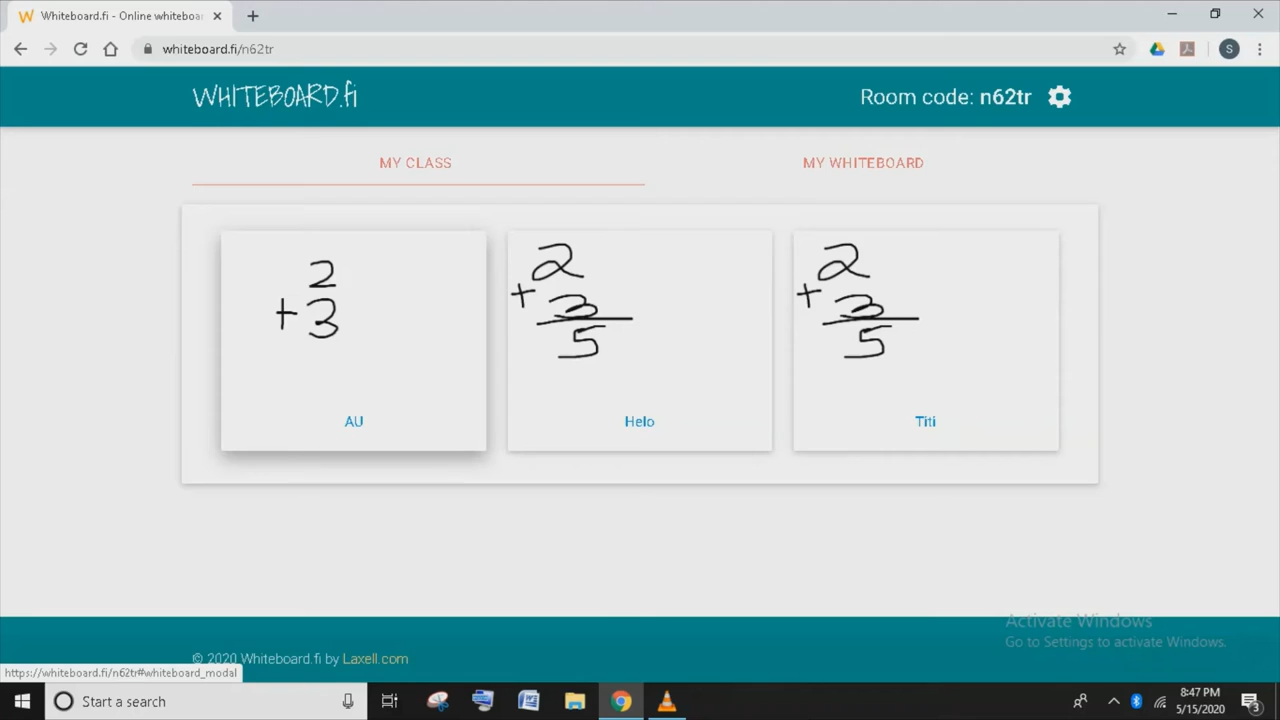 Whiteboard.fi - Online whiteboa
whiteboard.fi/n62tr
S
WHITEBOARD.fi
Room code: n62tr
MY CLASS
MY WHITEBOARD
2
+3
AU
2
+ 3
5
Helo
2
+ 3
5
Titi
Activate Windows
Go to Settings to activate Windows.
© 2020 Whiteboard.fi by Laxell.com
https://whiteboard.fi/n62tr#whiteboard_modal
Start a search
8:47 PM
5/15/2020
3